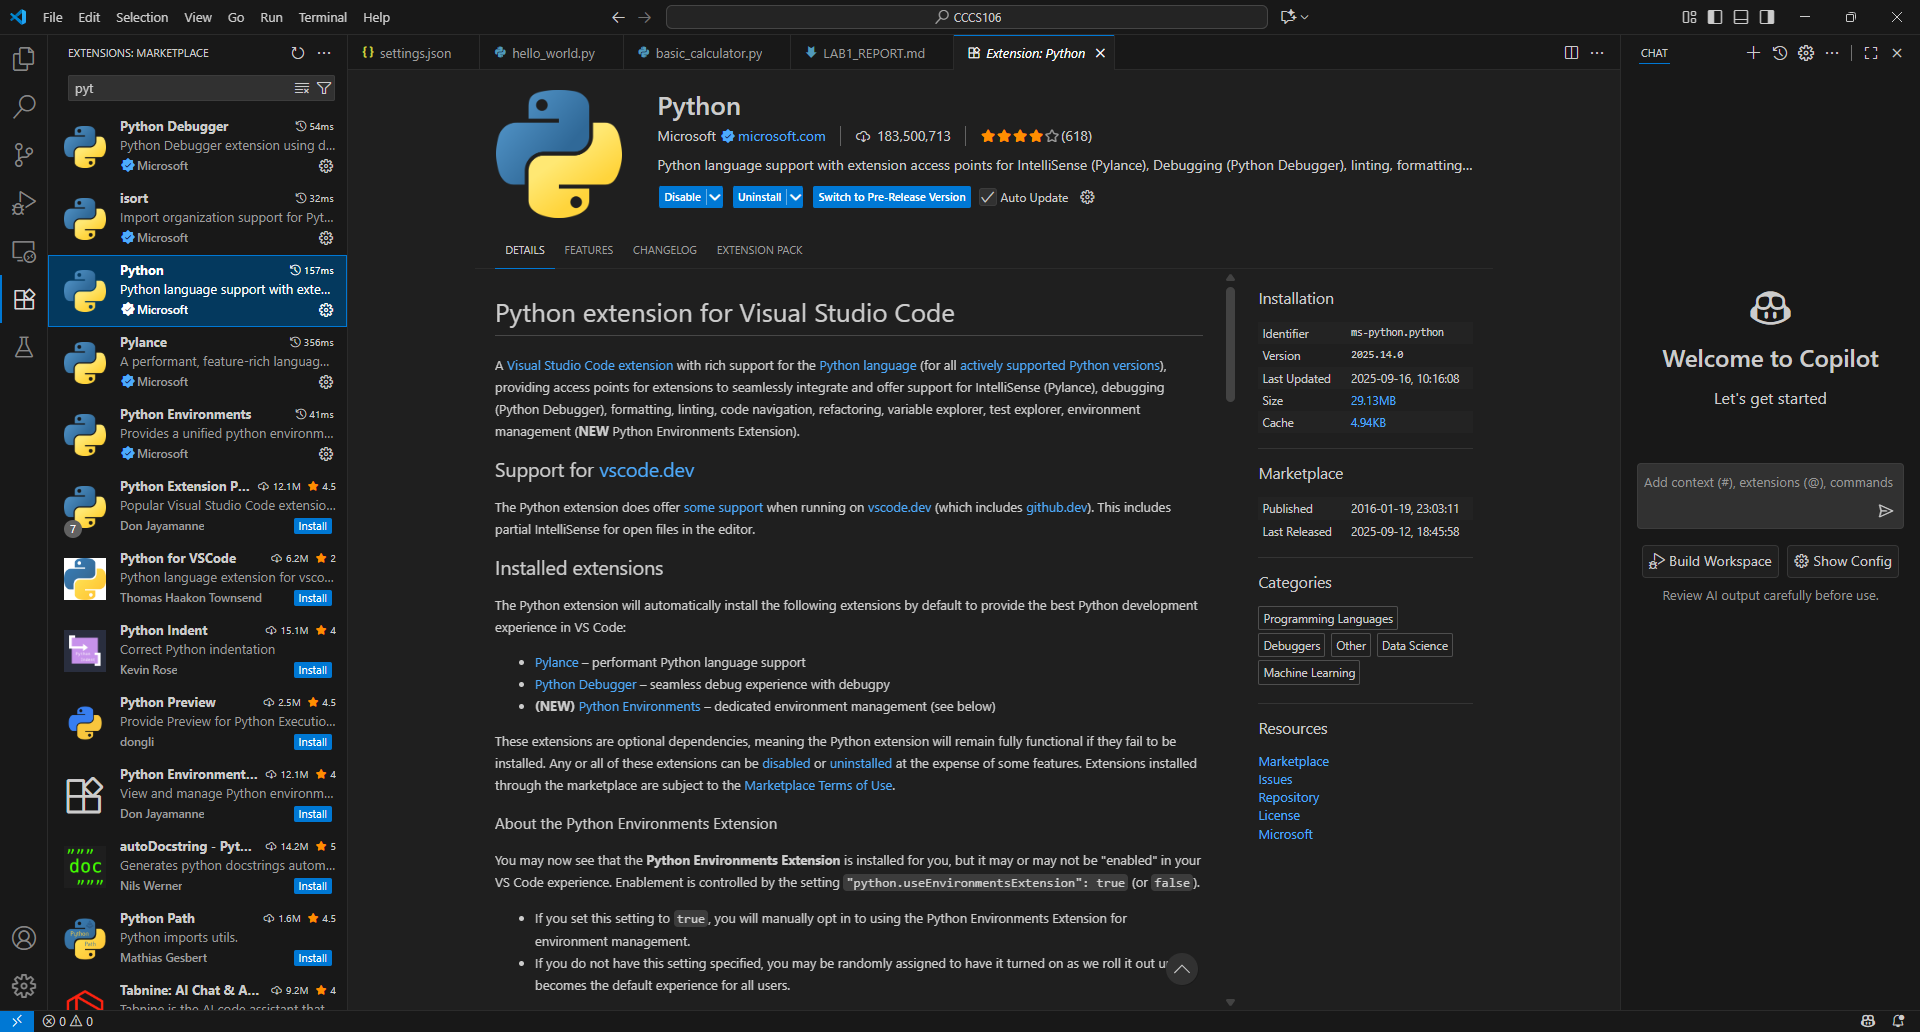 File Edit Selection View Go Run Terminal Help
CCCS106
EXTENSIONS: MARKETPLACE
pyt
Python Debugger 54ms
Python Debugger extension using d...
Microsoft
isort 32ms
Import organization support for Pyt...
Microsoft
Python 157ms
Python language support with exte...
Microsoft
Pylance 356ms
A performant, feature-rich languag...
Microsoft
Python Environments 41ms
Provides a unified python environm...
Microsoft
Python Extension P... 12.1M 4.5
Popular Visual Studio Code extensio...
7
Don Jayamanne Install
Python for VSCode 6.2M 2
Python language extension for vsco...
Thomas Haakon Townsend Install
Python Indent 15.1M 4
Correct Python indentation
Kevin Rose Install
Python Preview 2.5M 4.5
Provide Preview for Python Executio...
dongli Install
Python Environment... 12.1M 4
View and manage Python environm...
Don Jayamanne Install
autoDocstring - Pyt... 14.2M 5
"""
doc
"""
Generates python docstrings autom...
Nils Werner Install
Python Path 1.6M 4.5
Python imports utils.
Mathias Gesbert Install
Tabnine: AI Chat & A... 9.2M 4
Tabnine is the AI code assistant that
0 0
settings.json hello_world.py basic_calculator.py LAB1_REPORT.md Extension: Python
Python
Microsoft microsoft.com 183,500,713 (618)
Python language support with extension access points for IntelliSense (Pylance), Debugging (Python Debugger), linting, formatting...
Disable Uninstall Switch to Pre-Release Version Auto Update
DETAILS FEATURES CHANGELOG EXTENSION PACK
Python extension for Visual Studio Code
A Visual Studio Code extension with rich support for the Python language (for all actively supported Python versions),
providing access points for extensions to seamlessly integrate and offer support for IntelliSense (Pylance), debugging
(Python Debugger), formatting, linting, code navigation, refactoring, variable explorer, test explorer, environment
management (NEW Python Environments Extension).
Support for vscode.dev
The Python extension does offer some support when running on vscode.dev (which includes github.dev). This includes
partial IntelliSense for open files in the editor.
Installed extensions
The Python extension will automatically install the following extensions by default to provide the best Python development
experience in VS Code:
• Pylance – performant Python language support
• Python Debugger – seamless debug experience with debugpy
• (NEW) Python Environments – dedicated environment management (see below)
These extensions are optional dependencies, meaning the Python extension will remain fully functional if they fail to be
installed. Any or all of these extensions can be disabled or uninstalled at the expense of some features. Extensions installed
through the marketplace are subject to the Marketplace Terms of Use.
About the Python Environments Extension
You may now see that the Python Environments Extension is installed for you, but it may or may not be "enabled" in your
VS Code experience. Enablement is controlled by the setting "python.useEnvironmentsExtension": true (or false).
• If you set this setting to true, you will manually opt in to using the Python Environments Extension for
environment management.
• If you do not have this setting specified, you may be randomly assigned to have it turned on as we roll it out
becomes the default experience for all users.
Installation
Identifier ms-python.python
Version 2025.14.0
Last Updated 2025-09-16, 10:16:08
Size 29.13MB
Cache 4.94KB
Marketplace
Published 2016-01-19, 23:03:11
Last Released 2025-09-12, 18:45:58
Categories
Programming Languages
Debuggers Other Data Science
Machine Learning
Resources
Marketplace
Issues
Repository
License
Microsoft
CHAT
Welcome to Copilot
Let's get started
Add context (#), extensions (@), commands
Build Workspace Show Config
Review AI output carefully before use.